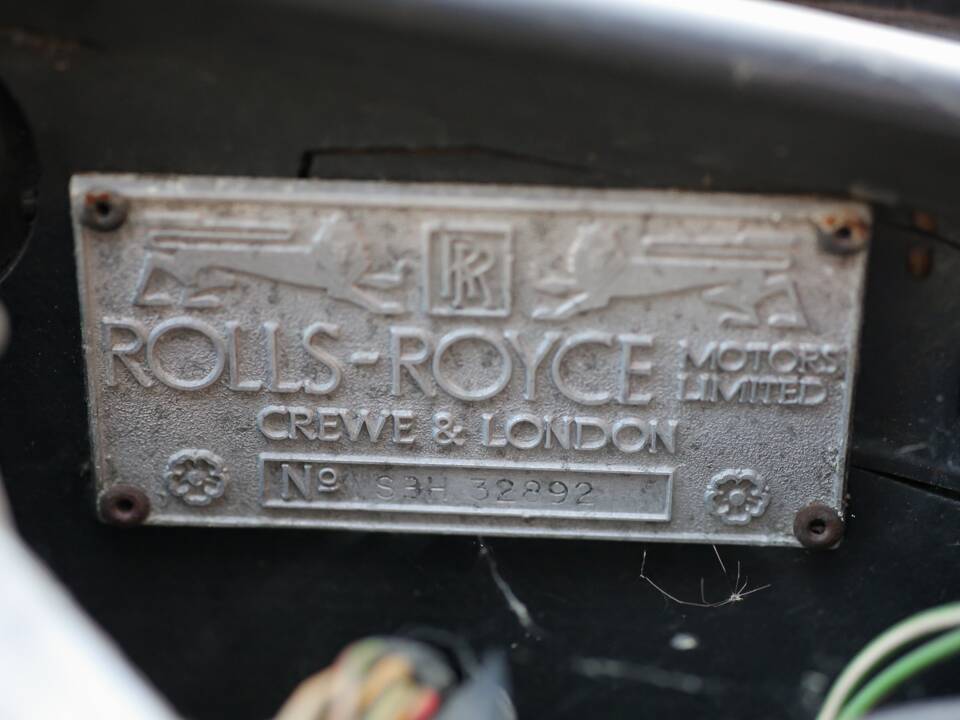 RR
ROLLS-ROYCE MOTORS LIMITED
CREWE & LONDON
Nº SBH 32892